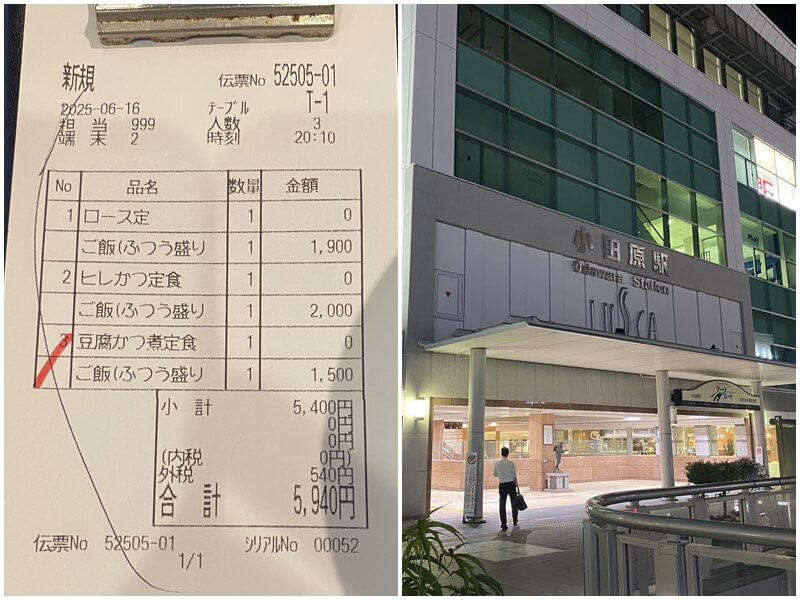 新規 伝票No 52505-01
2025-06-16 テーブル T-1
担当 999 人数 3
端末 2 時刻 20:10
No 品名 数量 金額
1 ロース定 1 0
ご飯(ふつう盛り 1 1,900
2 ヒレかつ定食 1 0
ご飯(ふつう盛り 1 2,000
3 豆腐かつ煮定食 1 0
ご飯(ふつう盛り 1 1,500
小計 5,400円
0円
0円
(内税 0円)
外税 540円
合計 5,940円
伝票No 52505-01 シリアルNo 00052
1/1
小田原駅
Odawara Station
LUSCA